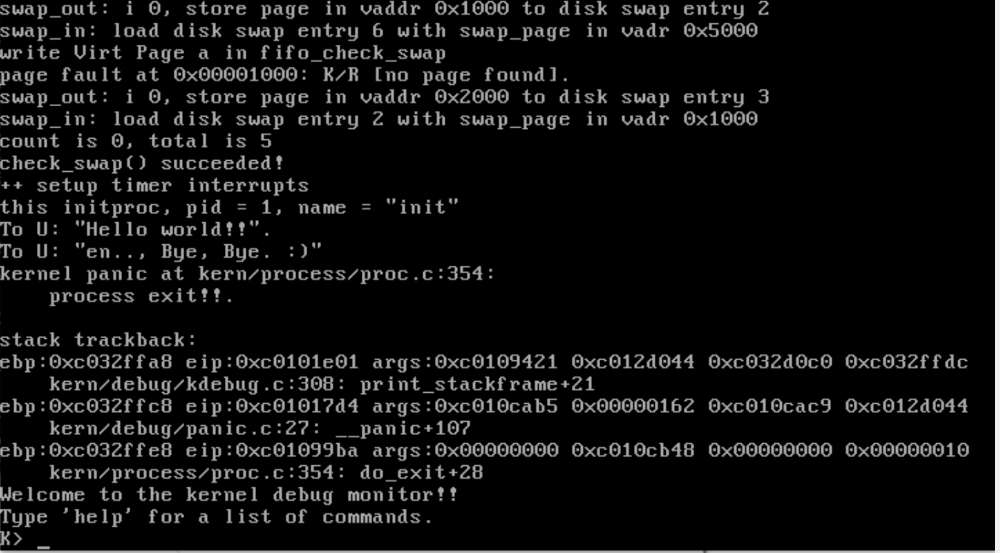 swap_out: i 0, store page in vaddr 0x1000 to disk swap entry 2
swap_in: load disk swap entry 6 with swap_page in vadr 0x5000
write Virt Page a in fifo_check_swap
page fault at 0x00001000: K/R [no page found].
swap_out: i 0, store page in vaddr 0x2000 to disk swap entry 3
swap_in: load disk swap entry 2 with swap_page in vadr 0x1000
count is 0, total is 5
check_swap() succeeded!
++ setup timer interrupts
this initproc, pid = 1, name = "init"
To U: "Hello world!!".
To U: "en.., Bye, Bye. :)"
kernel panic at kern/process/proc.c:354:
    process exit!!.

stack trackback:
ebp:0xc032ffa8 eip:0xc0101e01 args:0xc0109421 0xc012d044 0xc032d0c0 0xc032ffdc
    kern/debug/kdebug.c:308: print_stackframe+21
ebp:0xc032ffc8 eip:0xc01017d4 args:0xc010cab5 0x00000162 0xc010cac9 0xc012d044
    kern/debug/panic.c:27: __panic+107
ebp:0xc032ffe8 eip:0xc01099ba args:0x00000000 0xc010cb48 0x00000000 0x00000010
    kern/process/proc.c:354: do_exit+28
Welcome to the kernel debug monitor!!
Type 'help' for a list of commands.
K> _